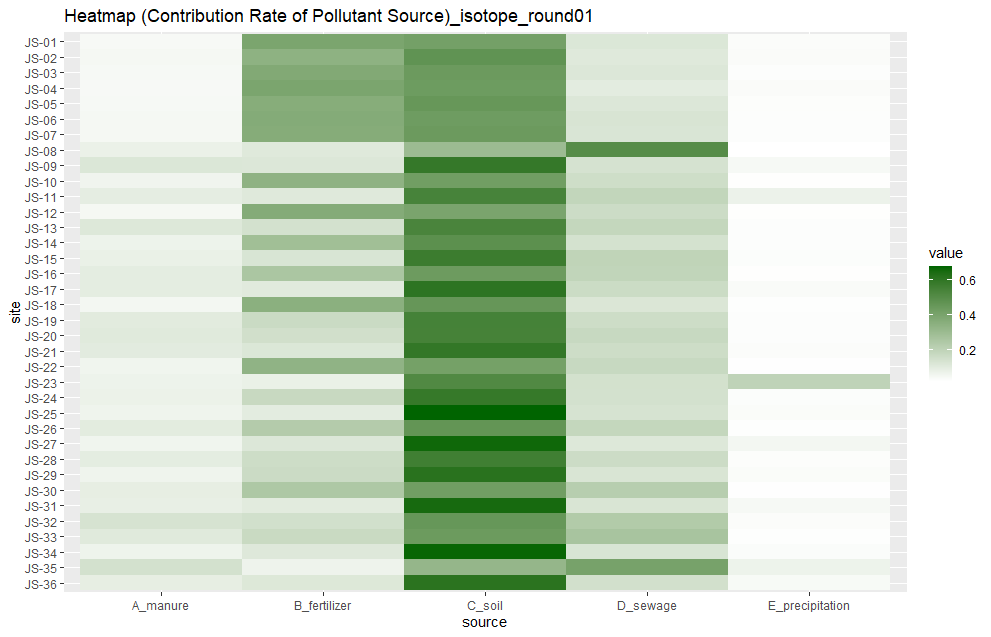 Heatmap (Contribution Rate of Pollutant Source)_isotope_round01
site
JS-01
JS-02
JS-03
JS-04
JS-05
JS-06
JS-07
JS-08
JS-09
JS-10
JS-11
JS-12
JS-13
JS-14
JS-15
JS-16
JS-17
JS-18
JS-19
JS-20
JS-21
JS-22
JS-23
JS-24
JS-25
JS-26
JS-27
JS-28
JS-29
JS-30
JS-31
JS-32
JS-33
JS-34
JS-35
JS-36
A_manure B_fertilizer C_soil D_sewage E_precipitation
source
value
0.6
0.4
0.2